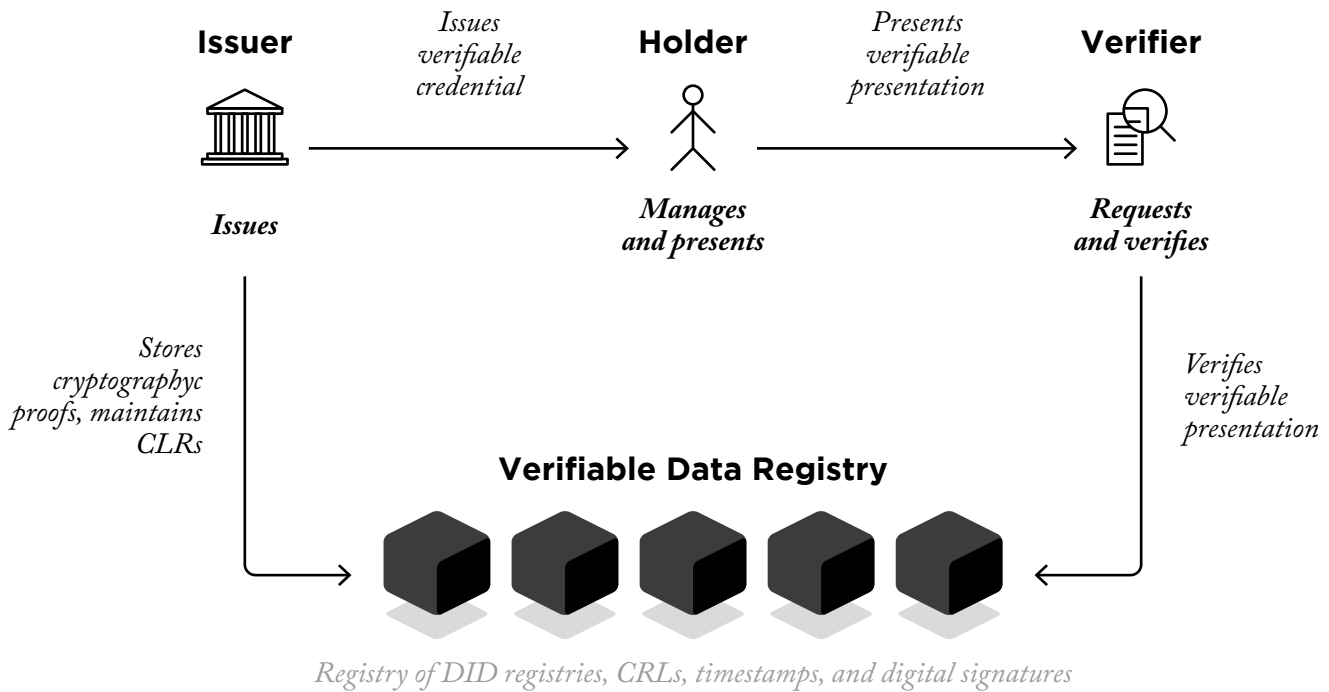 Issuer
Issues
verifiable
credential
Holder
Presents
verifiable
presentation
Verifier
Issues
Manages
and presents
Requests
and verifies
Stores
cryptographyc
proofs, maintains
CLRs
Verifies
verifiable
presentation
Verifiable Data Registry
Registry of DID registries, CRLs, timestamps, and digital signatures